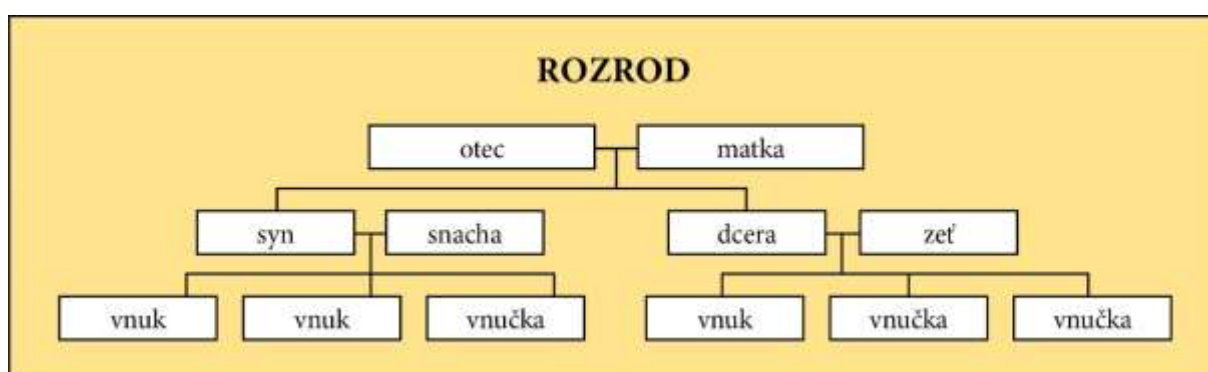 ROZROD
otec matka
syn snacha dcera zeť
vnuk vnuk vnučka vnuk vnučka vnučka